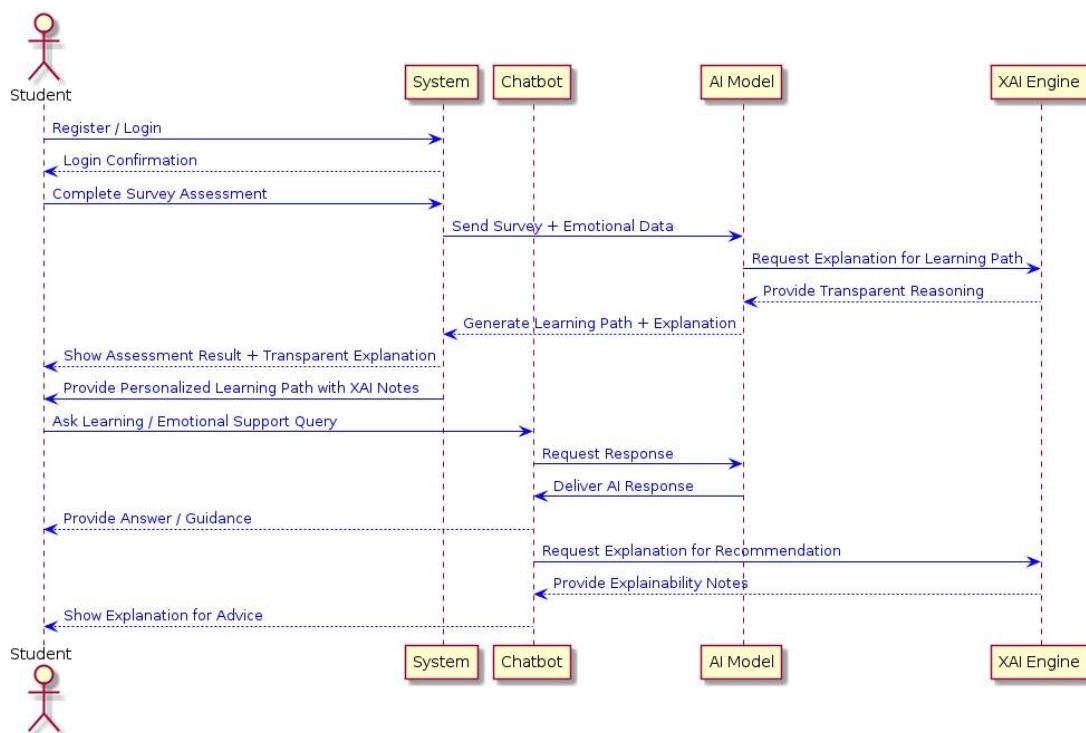 Student
System
Chatbot
AI Model
XAI Engine
Register / Login
Login Confirmation
Complete Survey Assessment
Send Survey + Emotional Data
Request Explanation for Learning Path
Provide Transparent Reasoning
Generate Learning Path + Explanation
Show Assessment Result + Transparent Explanation
Provide Personalized Learning Path with XAI Notes
Ask Learning / Emotional Support Query
Request Response
Deliver AI Response
Provide Answer / Guidance
Request Explanation for Recommendation
Provide Explainability Notes
Show Explanation for Advice
Student
System
Chatbot
AI Model
XAI Engine